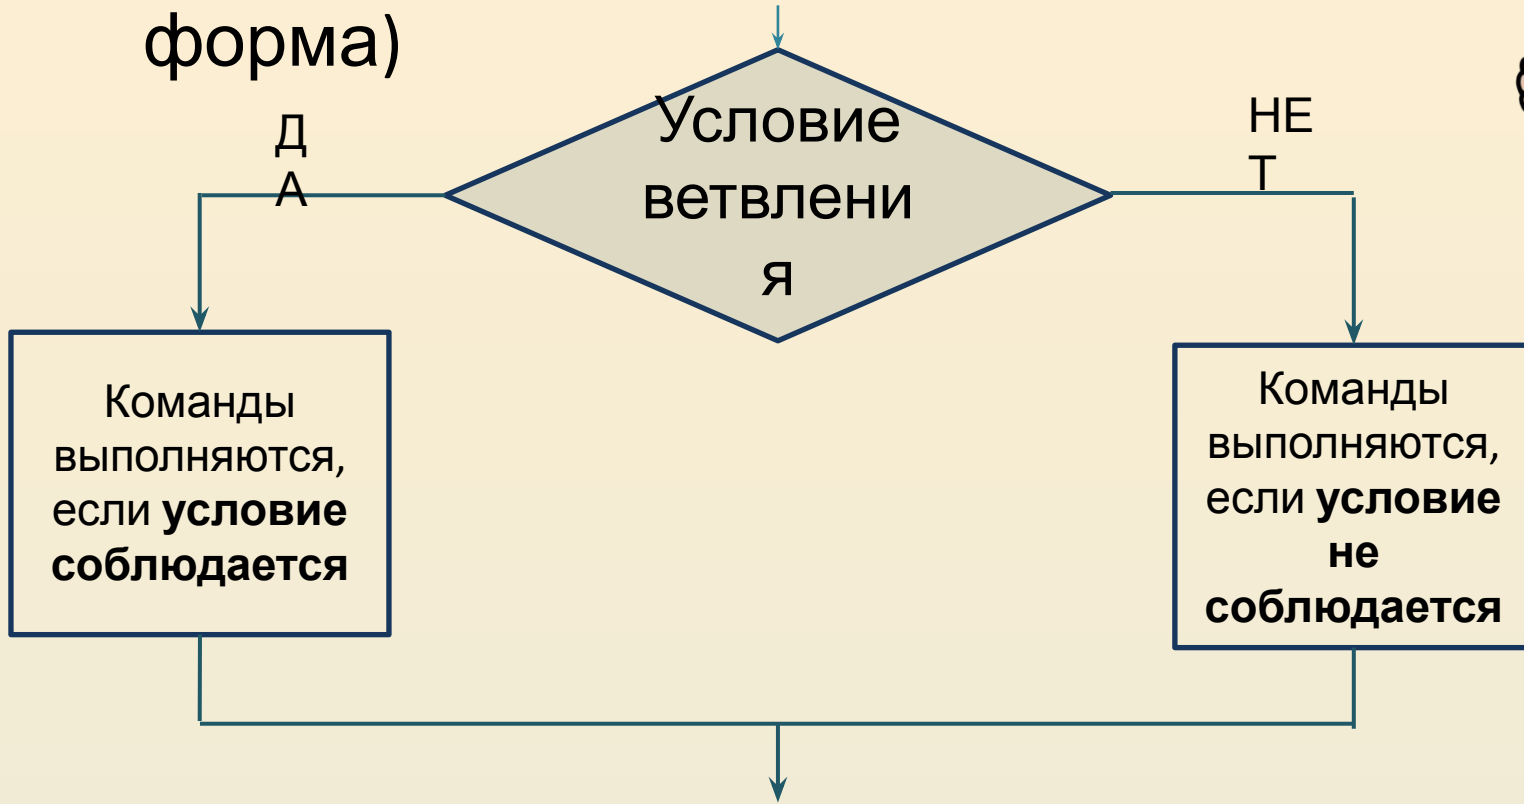 форма)
Д
А
Условие
ветвлени
я
НЕ
Т
Команды
выполняются,
если условие
соблюдается
Команды
выполняются,
если условие
не
соблюдается